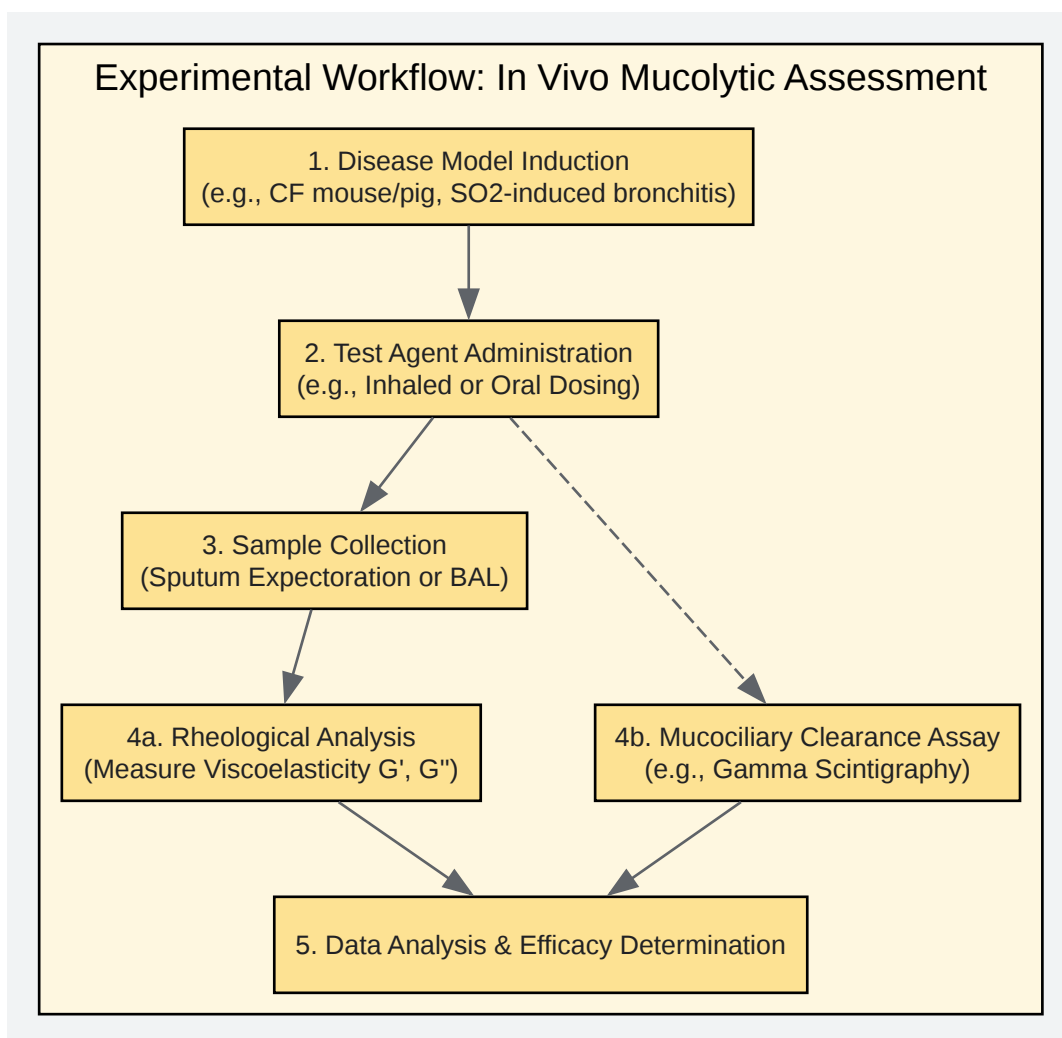 Experimental Workflow: In Vivo Mucolytic Assessment
1. Disease Model Induction
(e.g., CF mouse/pig, SO2-induced bronchitis)
2. Test Agent Administration
(e.g., Inhaled or Oral Dosing)
3. Sample Collection
(Sputum Expectoration or BAL)
4a. Rheological Analysis
(Measure Viscoelasticity G', G")
4b. Mucociliary Clearance Assay
(e.g., Gamma Scintigraphy)
5. Data Analysis & Efficacy Determination